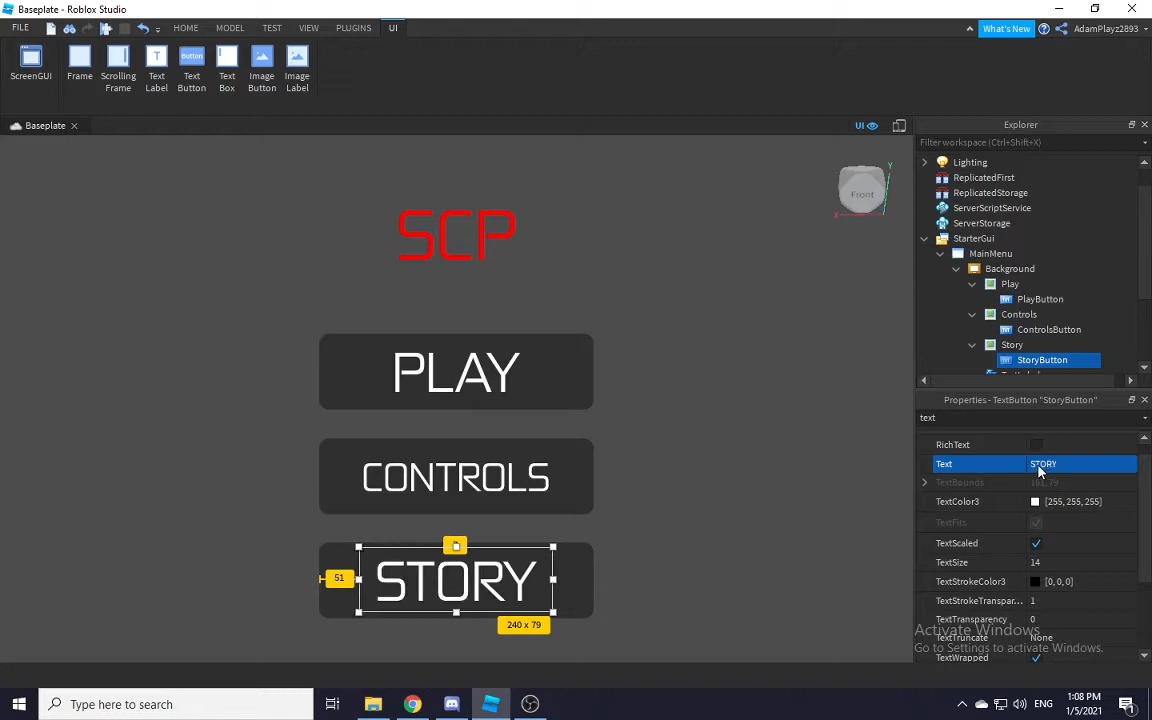 Baseplate - Roblox Studio
FILE HOME MODEL TEST VIEW PLUGINS UI What's New AdamPlayz2893
ScreenGUI Frame Scrolling Frame Text Label Text Button Text Box Image Button Image Label
Button
Baseplate UI
Explorer
Filter workspace (Ctrl+Shift+X)
Lighting
ReplicatedFirst
ReplicatedStorage
ServerScriptService
ServerStorage
StarterGui
MainMenu
Background
Play
PlayButton
Controls
ControlsButton
Story
StoryButton
Front
X
Y
SCP
PLAY
CONTROLS
STORY
51
240 x 79
Properties - TextButton "StoryButton"
text
RichText
Text STORY
TextBounds
TextColor3 [255, 255, 255]
TextFits
TextScaled
TextSize 14
TextStrokeColor3 [0, 0, 0]
TextStrokeTranspar... 1
TextTransparency 0
TextTruncate None
TextWrapped
Activate Windows
Go to Settings to activate Windows.
Type here to search
ENG
1:08 PM
1/5/2021
1